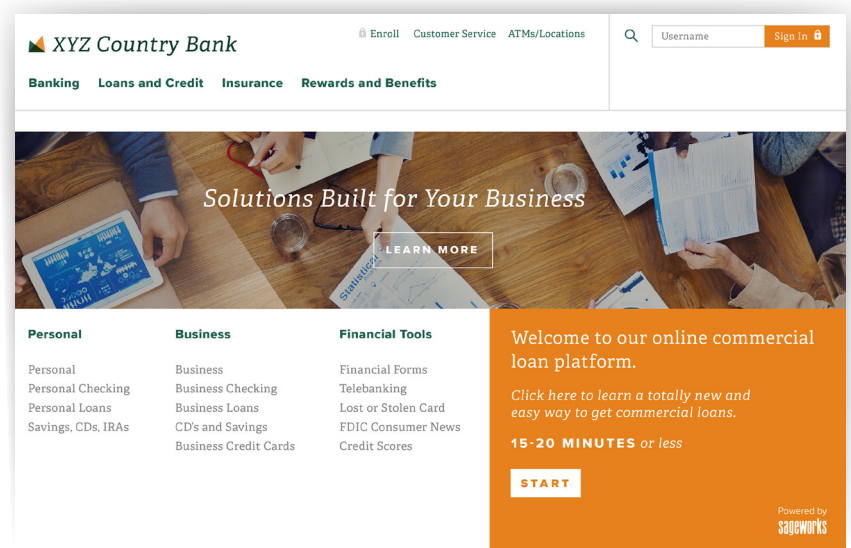 XYZ Country Bank
Enroll Customer Service ATMs/Locations
Username
Sign In
Banking Loans and Credit Insurance Rewards and Benefits
Solutions Built for Your Business
LEARN MORE
Statistical
Personal
Personal
Personal Checking
Personal Loans
Savings, CDs, IRAs
Business
Business
Business Checking
Business Loans
CD's and Savings
Business Credit Cards
Financial Tools
Financial Forms
Telebanking
Lost or Stolen Card
FDIC Consumer News
Credit Scores
Welcome to our online commercial
loan platform.
Click here to learn a totally new and
easy way to get commercial loans.
15-20 MINUTES or less
START
Powered by
sageworks